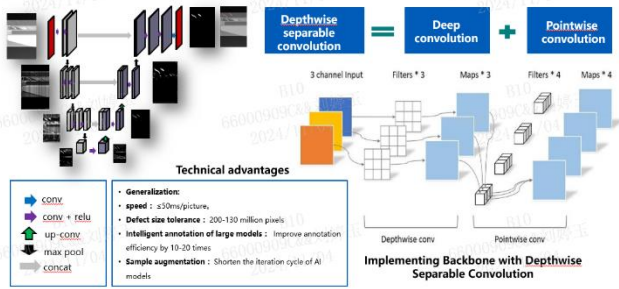 Depthwise
separable
convolution
=
Deep
convolution
+
Pointwise
convolution
3 channel Input
Filters * 3
Maps * 3
Filters * 4
Maps * 4
Depthwise conv
Pointwise conv
Implementing Backbone with Depthwise
Separable Convolution
Technical advantages
conv
conv + relu
up-conv
max pool
concat
• Generalization:
• speed： ≤50ms/picture,
• Defect size tolerance： 200-130 million pixels
• Intelligent annotation of large models： Improve annotation
efficiency by 10-20 times
• Sample augmentation： Shorten the iteration cycle of AI
models
B10